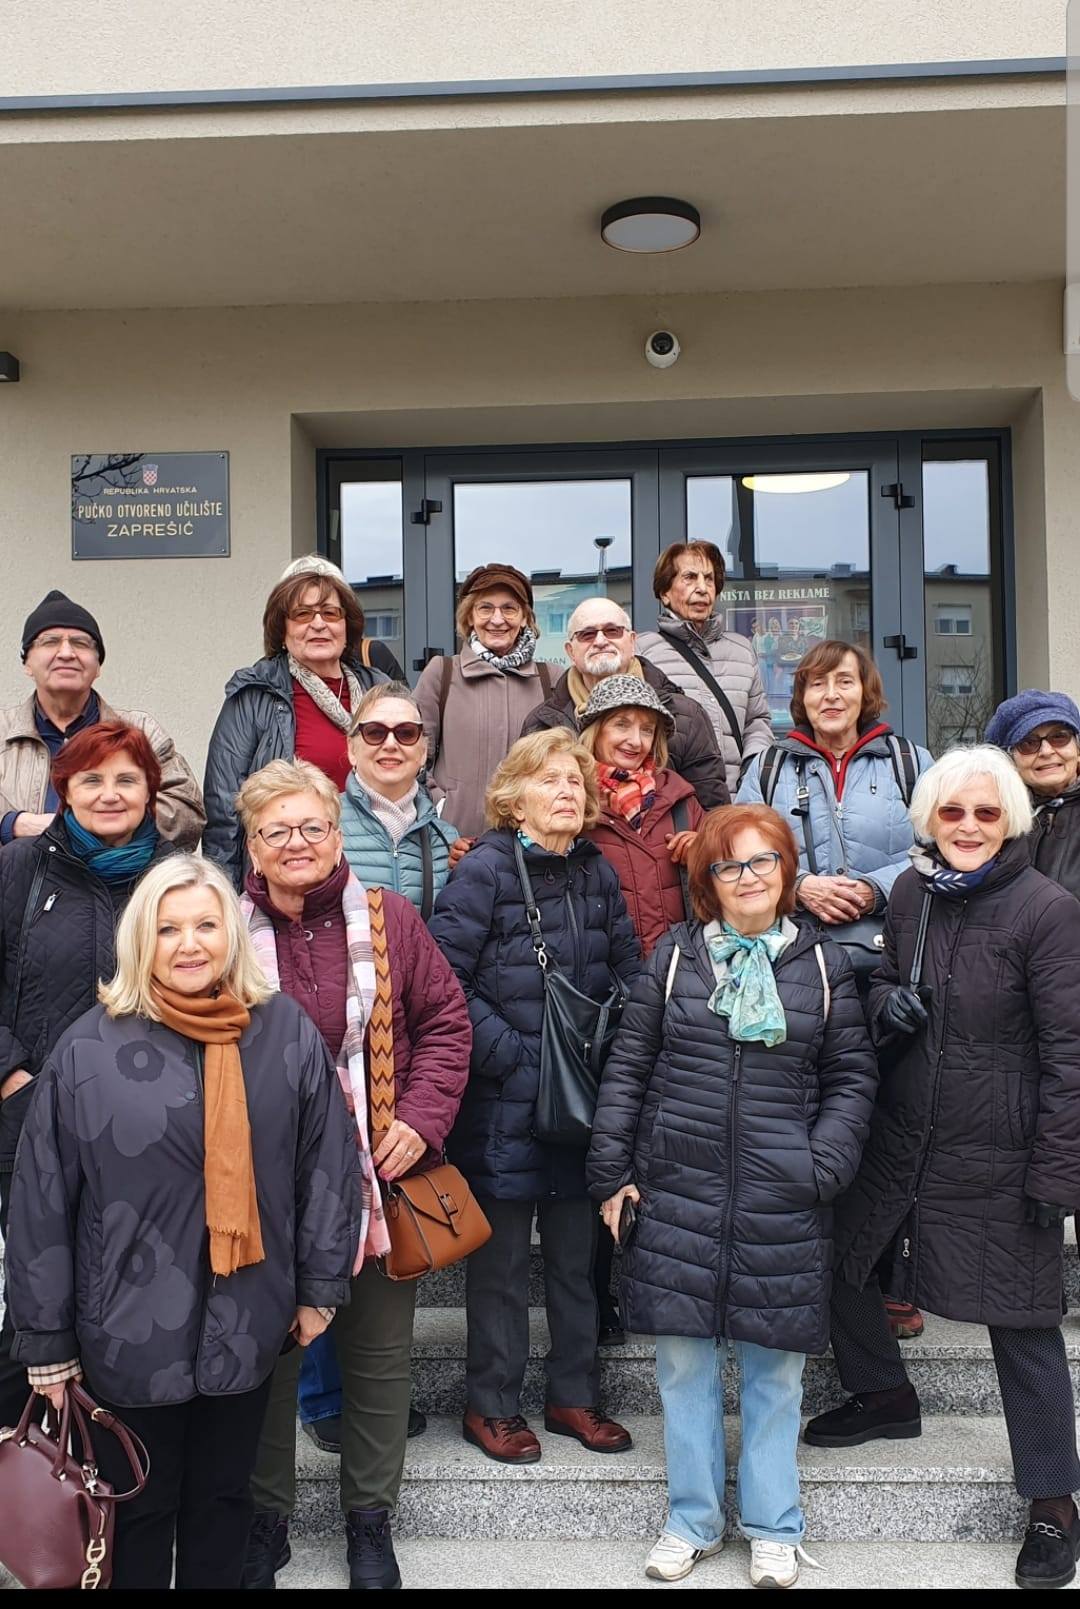 REPUBLIKA HRVATSKA
PUČKO OTVORENO UČILIŠTE
ZAPREŠIĆ
NIŠTA BEZ REKLAME